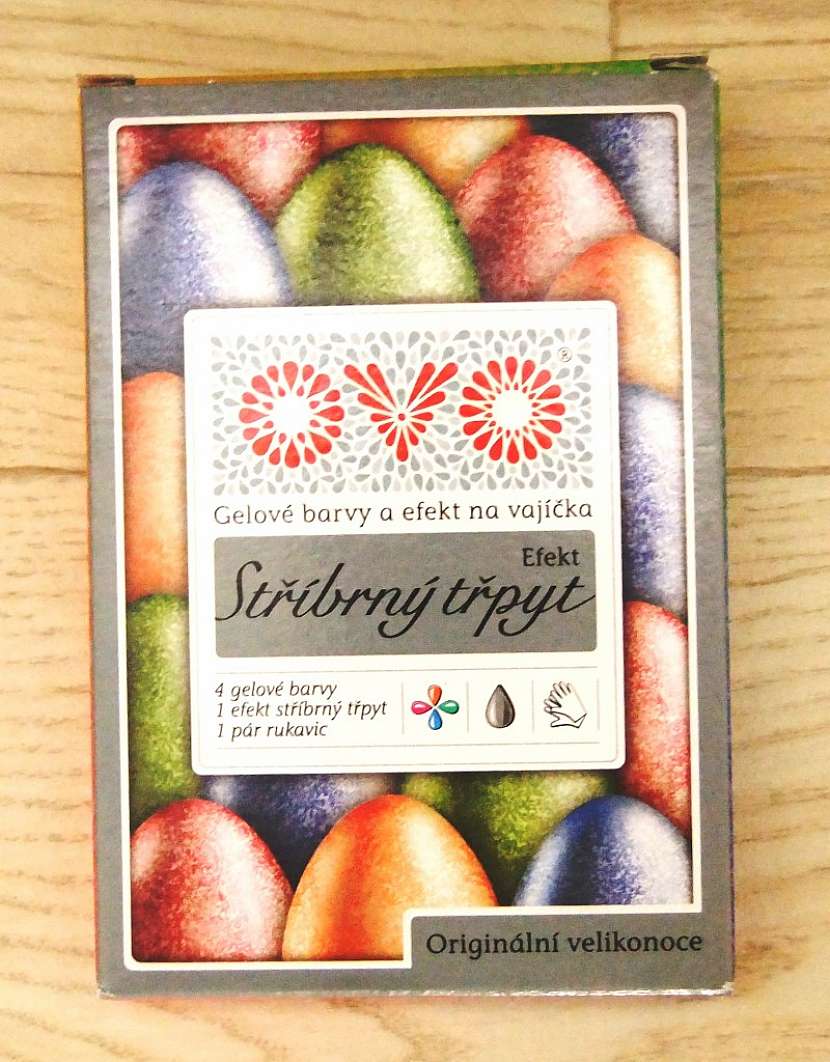 OVO ®
Gelové barvy a efekt na vajíčka
Efekt
Stříbrný třpyt
4 gelové barvy
1 efekt stříbrný třpyt
1 pár rukavic
Originální velikonoce